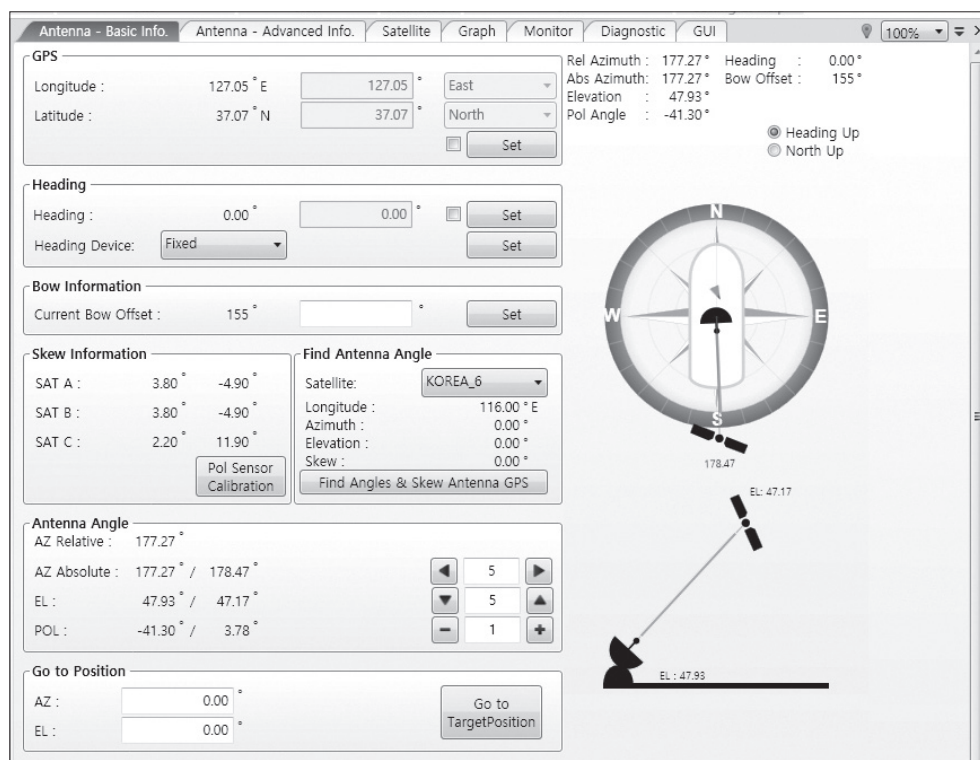 Antenna - Basic Info. Antenna - Advanced Info. Satellite Graph Monitor Diagnostic GUI 100%
GPS
Longitude : 127.05 ° E 127.05 ° East
Latitude : 37.07 ° N 37.07 ° North
Set
Heading
Heading : 0.00 ° 0.00 ° Set
Heading Device: Fixed Set
Bow Information
Current Bow Offset : 155 ° ° Set
Skew Information
SAT A : 3.80 ° -4.90 °
SAT B : 3.80 ° -4.90 °
SAT C : 2.20 ° 11.90 °
Pol Sensor
Calibration
Find Antenna Angle
Satellite: KOREA_6
Longitude : 116.00 ° E
Azimuth : 0.00 °
Elevation : 0.00 °
Skew : 0.00 °
Find Angles & Skew Antenna GPS
Antenna Angle
AZ Relative : 177.27 °
AZ Absolute : 177.27 ° / 178.47 ° 5
EL : 47.93 ° / 47.17 ° 5
POL : -41.30 ° / 3.78 ° - 1 +
Go to Position
AZ : 0.00 °
EL : 0.00 °
Go to
TargetPosition
Rel Azimuth : 177.27 ° Heading : 0.00 °
Abs Azimuth: 177.27 ° Bow Offset : 155 °
Elevation : 47.93 °
Pol Angle : -41.30 °
Heading Up
North Up
N
W E
S
178.47
EL: 47.17
EL : 47.93